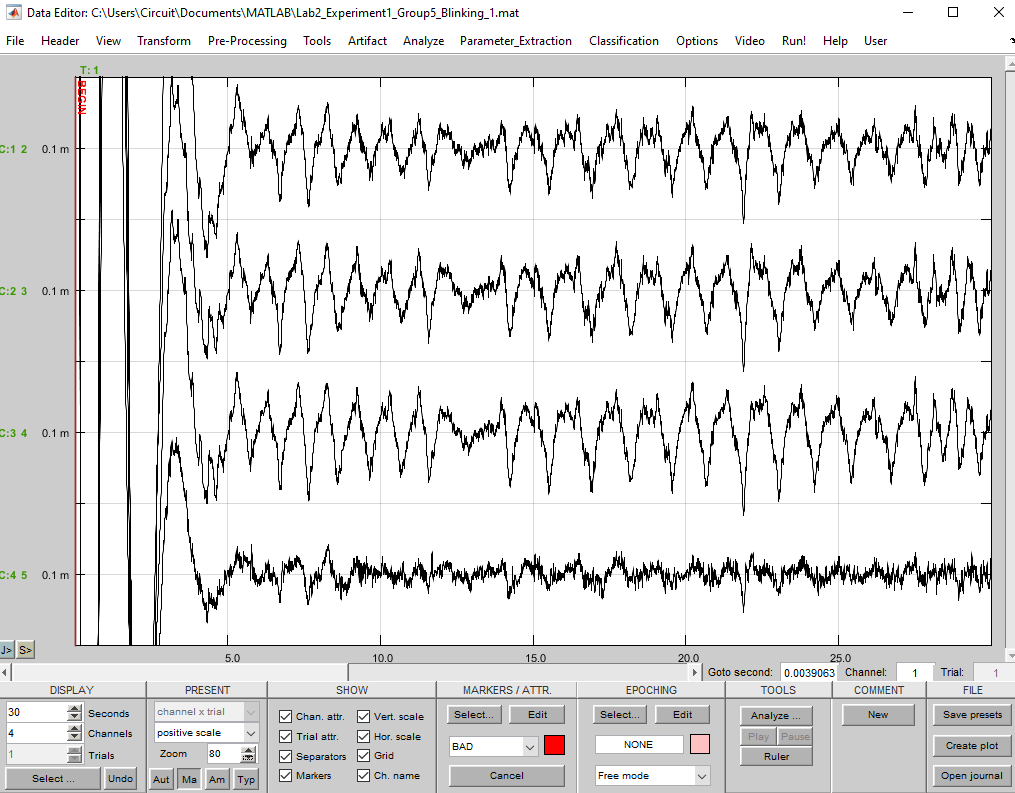 Data Editor: C:\Users\Circuit\Documents\MATLAB\Lab2_Experiment1_Group5_Blinking_1.mat
File Header View Transform Pre-Processing Tools Artifact Analyze Parameter_Extraction Classification Options Video Run! Help User
T: 1
BEGIN
C:1 2 0.1 m
C:2 3 0.1 m
C:3 4 0.1 m
C:4 5 0.1 m
J> S>
5.0 10.0 15.0 20.0 25.0
Goto second: 0.0039063 Channel: 1 Trial: 1
DISPLAY PRESENT SHOW MARKERS / ATTR. EPOCHING TOOLS COMMENT FILE
30 Seconds channel x trial Chan. attr. Vert. scale Select... Edit Select... Edit Analyze ... New Save presets
4 Channels positive scale Trial attr. Hor. scale Play Pause
1 Trials Zoom 80 Separators Grid BAD NONE Ruler Create plot
Select ... Undo Aut Ma Am Typ Markers Ch. name Cancel Free mode Open journal